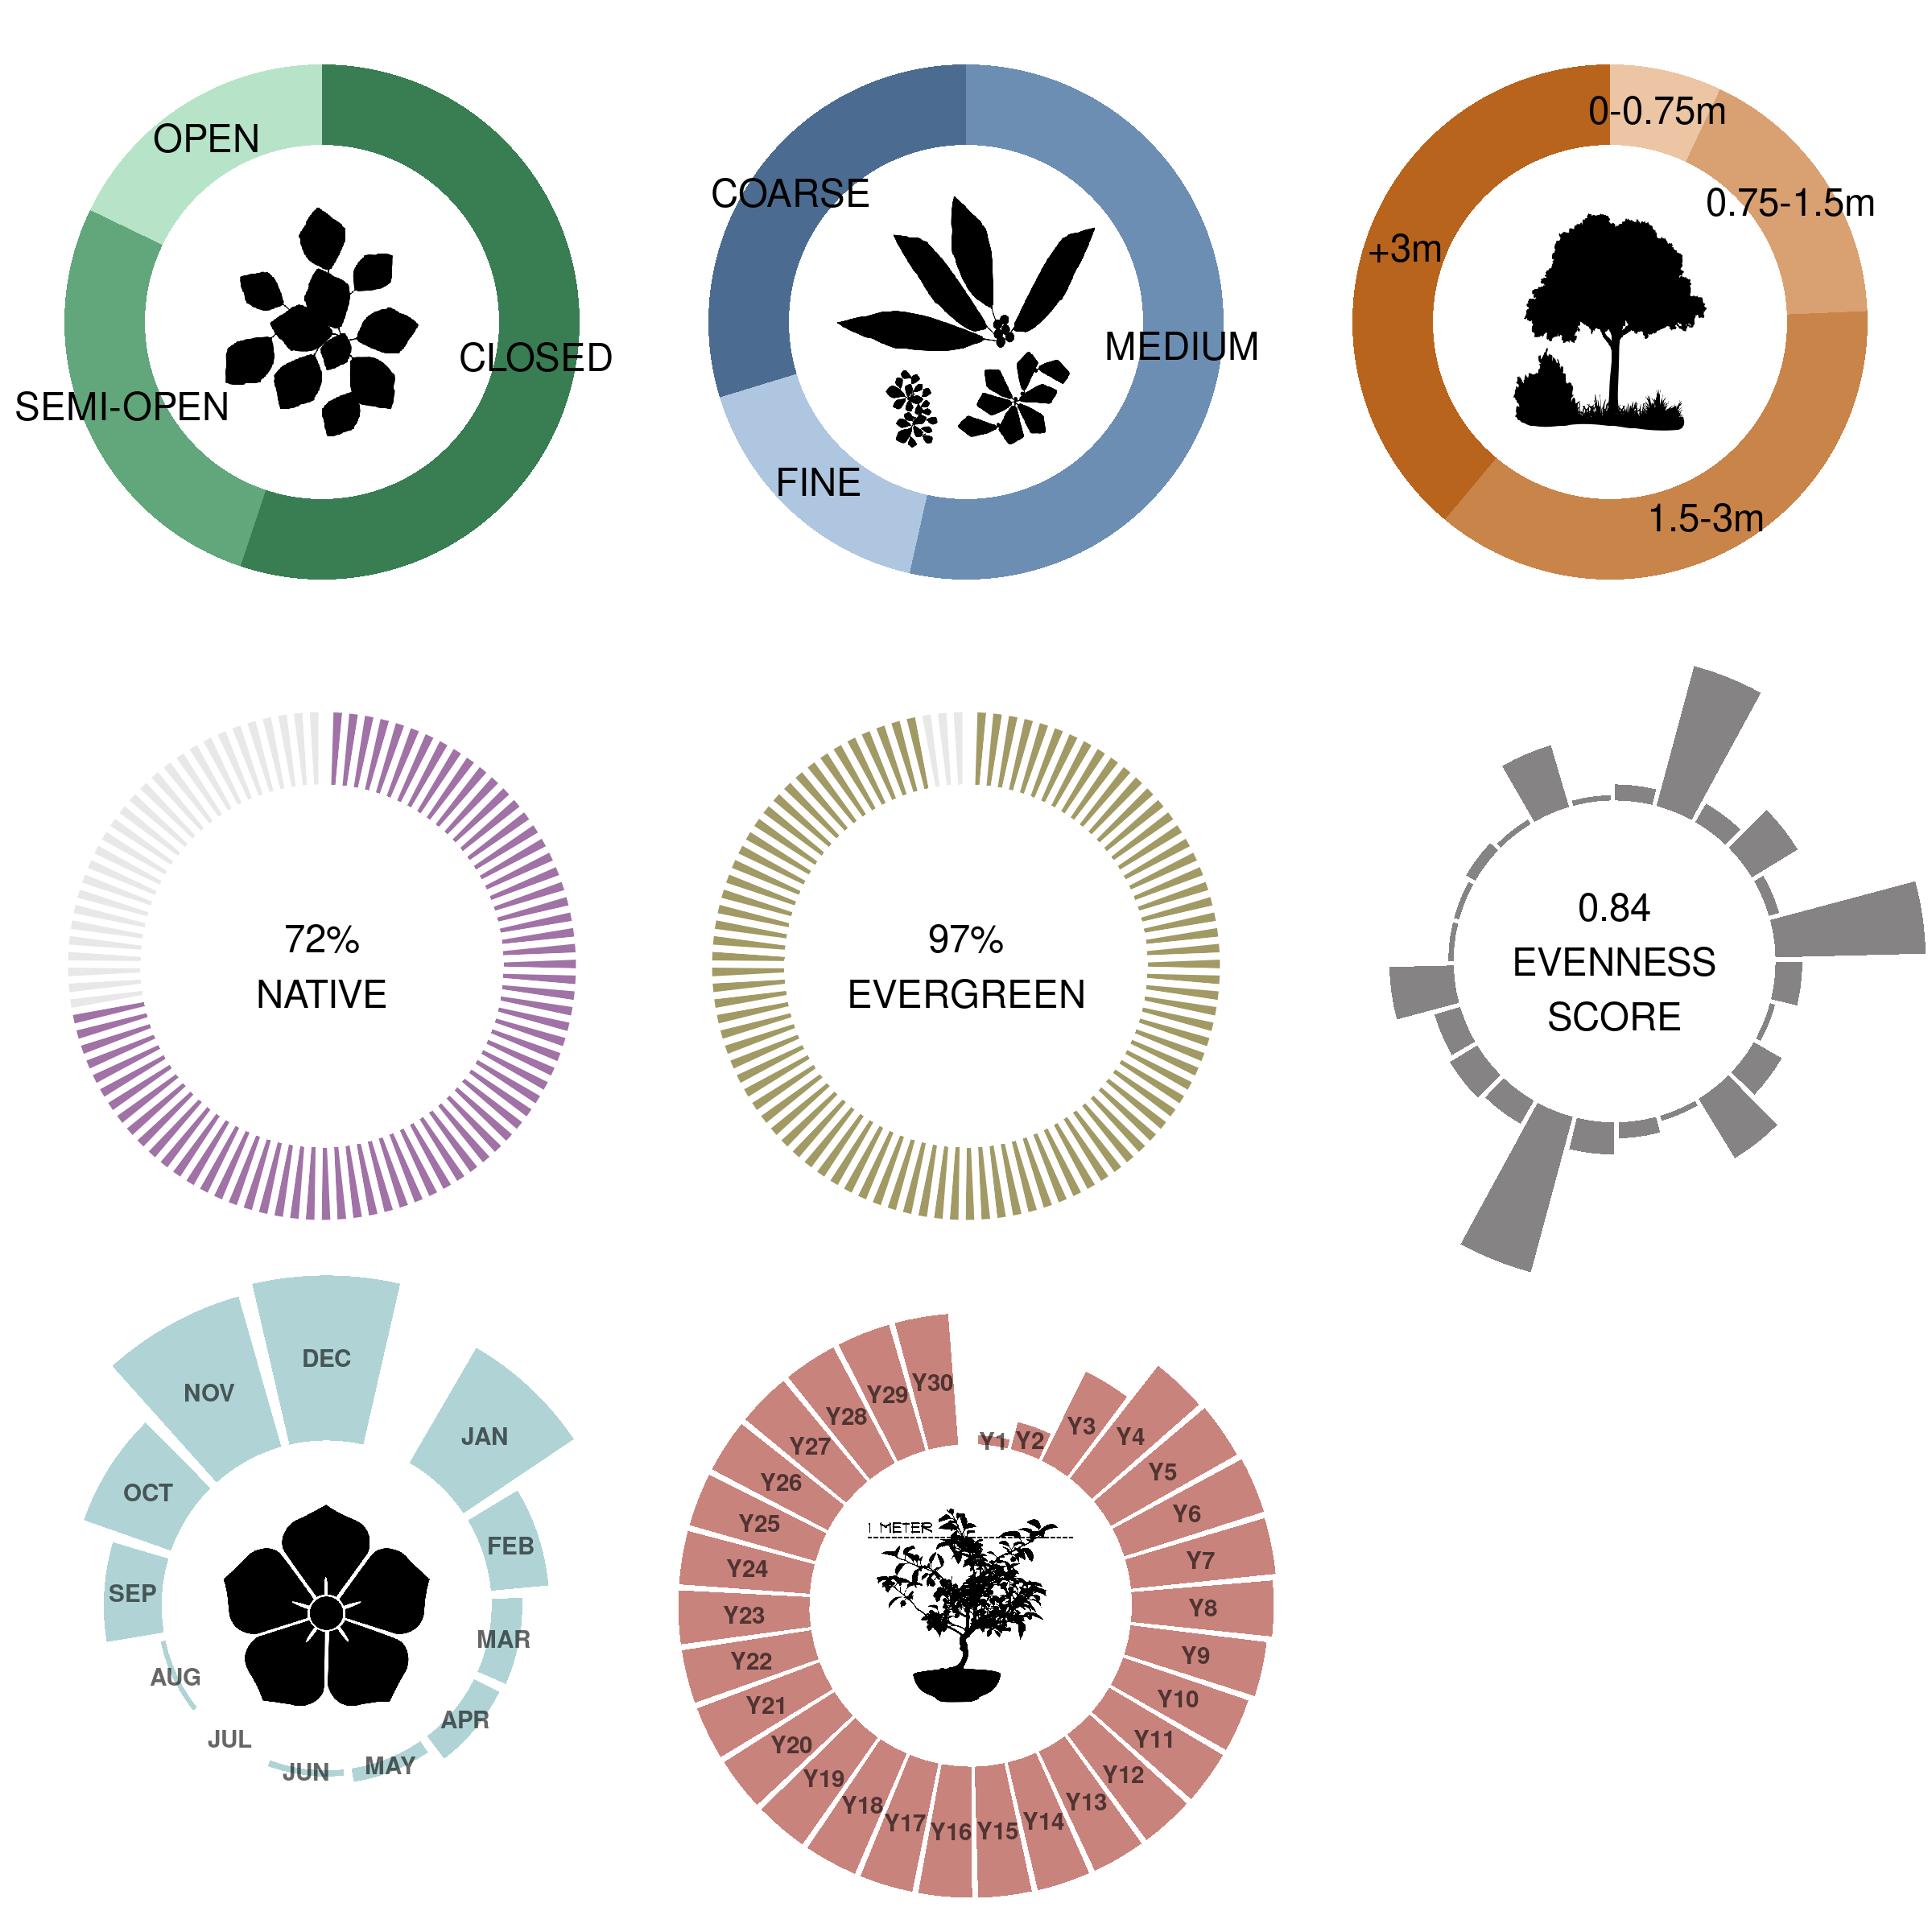 OPEN
CLOSED
SEMI-OPEN
COARSE
MEDIUM
FINE
0-0.75m
0.75-1.5m
+3m
1.5-3m
72%
NATIVE
97%
EVERGREEN
0.84
EVENNESS
SCORE
DEC
NOV
JAN
OCT
FEB
SEP
MAR
AUG
APR
JUL
MAY
JUN
Y1
Y2
Y3
Y4
Y5
Y6
Y7
Y8
Y9
Y10
Y11
Y12
Y13
Y14
Y15
Y16
Y17
Y18
Y19
Y20
Y21
Y22
Y23
Y24
Y25
Y26
Y27
Y28
Y29
Y30
1 METER